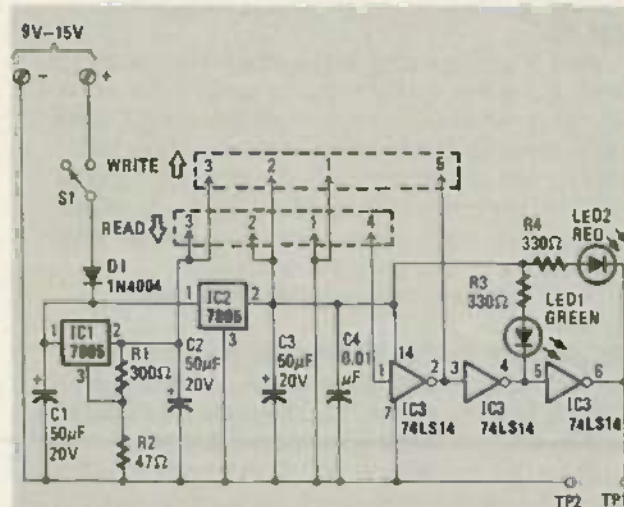 9V–15V
- +
S1
WRITE 3 2 1 5
READ 3 2 1 4
D1
1N4004
1 IC1 2
7805
3
R1
300Ω
R2
47Ω
C1
50µF
20V
1 IC2 2
7805
3
C2
50µF
20V
C3
50µF
20V
C4
0.01
µF
R4
330Ω
LED2
RED
R3
330Ω
LED1
GREEN
14
1 2
7
IC3
74LS14
3 4
IC3
74LS14
5 6
IC3
74LS14
TP2 TP1